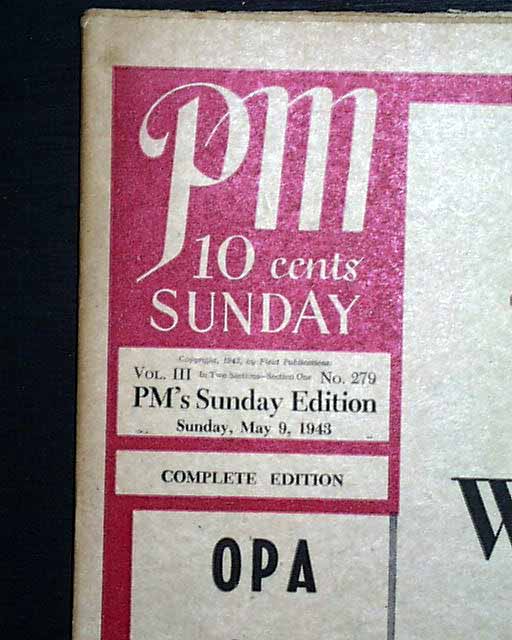 PM
10 cents
SUNDAY
Copyright, 1943, by Field Publications
VOL. III In Two Sections—Section One No. 279
PM's Sunday Edition
Sunday, May 9, 1943
COMPLETE EDITION
OPA
W